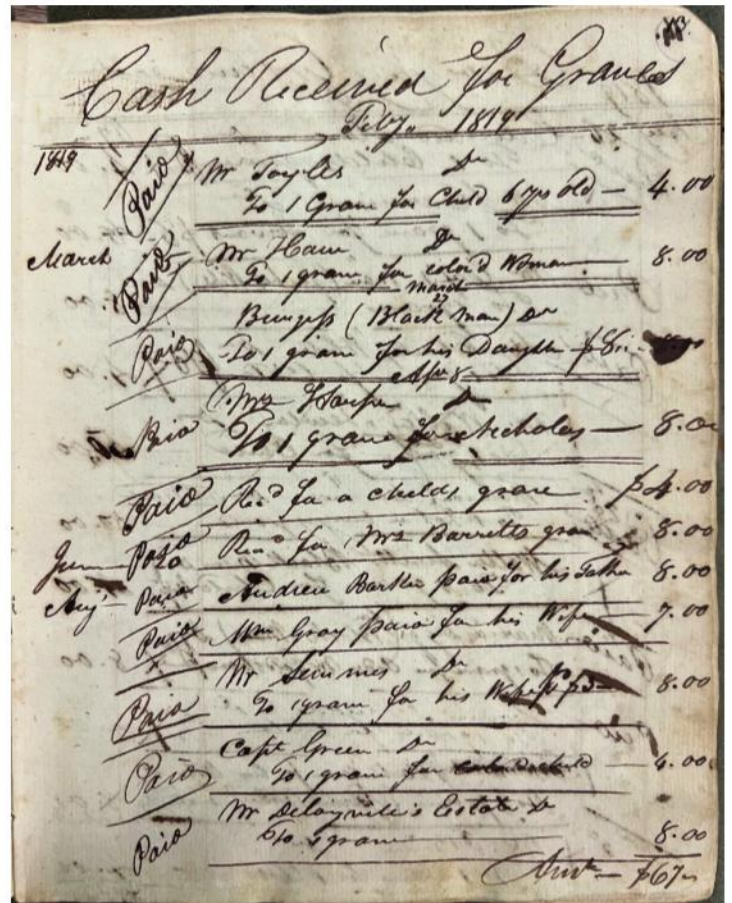 Cash Received for Graves
Feby,, 1819
1819 Paid Mr Toyles Dr
To 1 Grave for Child 6 yrs old — 4.00
March Paid Mr Haw Dr
To 1 grave for colord Woman — 8.00
March 27
Burgess (Black man) Dr
Paid To 1 grave for his Daughter $8
Apr 8
Mrs Dr
Paid To 1 grave for Nicholas — 8.00
Paid Recd for a childs grave $4.00
June Paid Recd for Mrs Barretts grave 8.00
Aug Paid Andrew Barthe paid for his Father 8.00
Paid Wm Gray paid for his Wife 7.00
Mr Semmes Dr
Paid To 1 grave for his Wife 8.00
Capt Green Dr
Paid To 1 grave for child — 4.00
Mr Estate Dr
Paid To 1 grave 8.00
Amt — $67